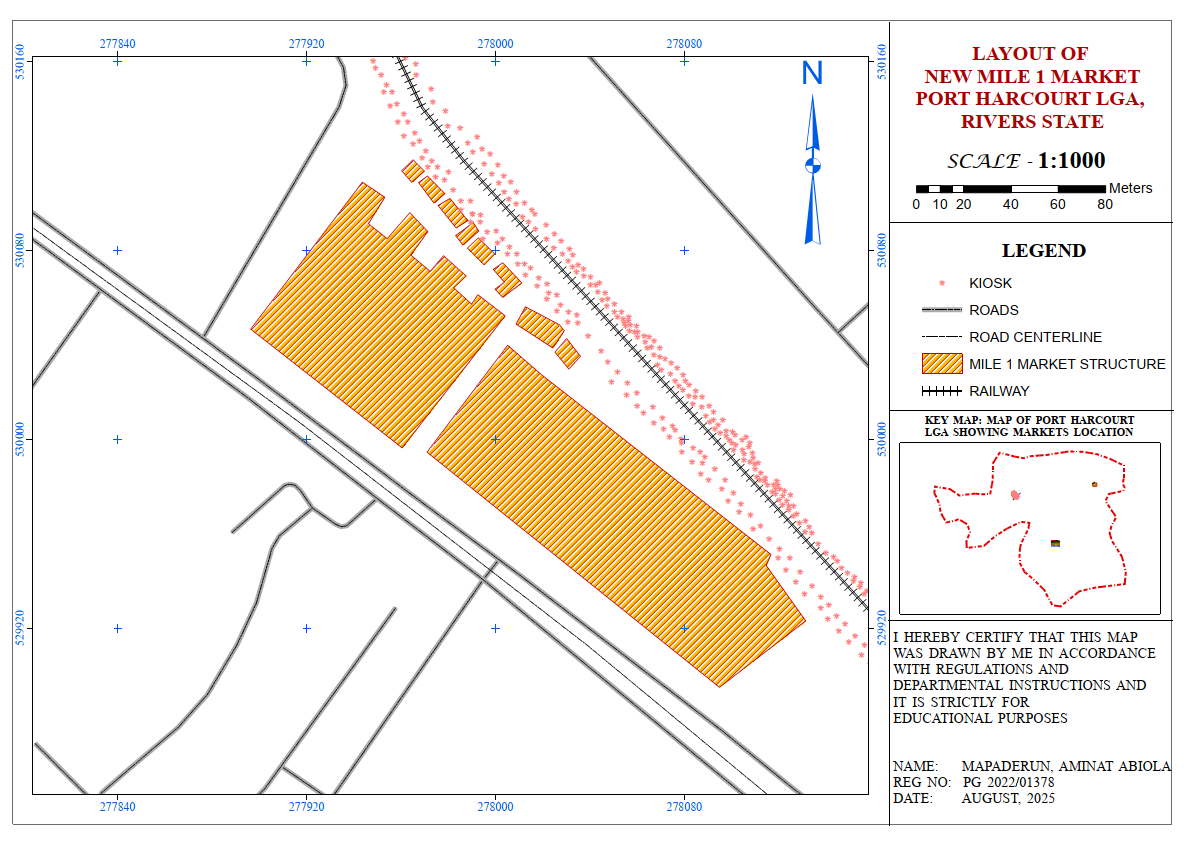 277840 277920 278000 278080
530160 530160
530080 530080
530000 530000
529920 529920
277840 277920 278000 278080
N
LAYOUT OF
NEW MILE 1 MARKET
PORT HARCOURT LGA,
RIVERS STATE
SCALE - 1:1000
Meters
0 10 20 40 60 80
LEGEND
KIOSK
ROADS
ROAD CENTERLINE
MILE 1 MARKET STRUCTURE
RAILWAY
KEY MAP: MAP OF PORT HARCOURT
LGA SHOWING MARKETS LOCATION
I HEREBY CERTIFY THAT THIS MAP
WAS DRAWN BY ME IN ACCORDANCE
WITH REGULATIONS AND
DEPARTMENTAL INSTRUCTIONS AND
IT IS STRICTLY FOR
EDUCATIONAL PURPOSES
NAME: MAPADERUN, AMINAT ABIOLA
REG NO: PG 2022/01378
DATE: AUGUST, 2025